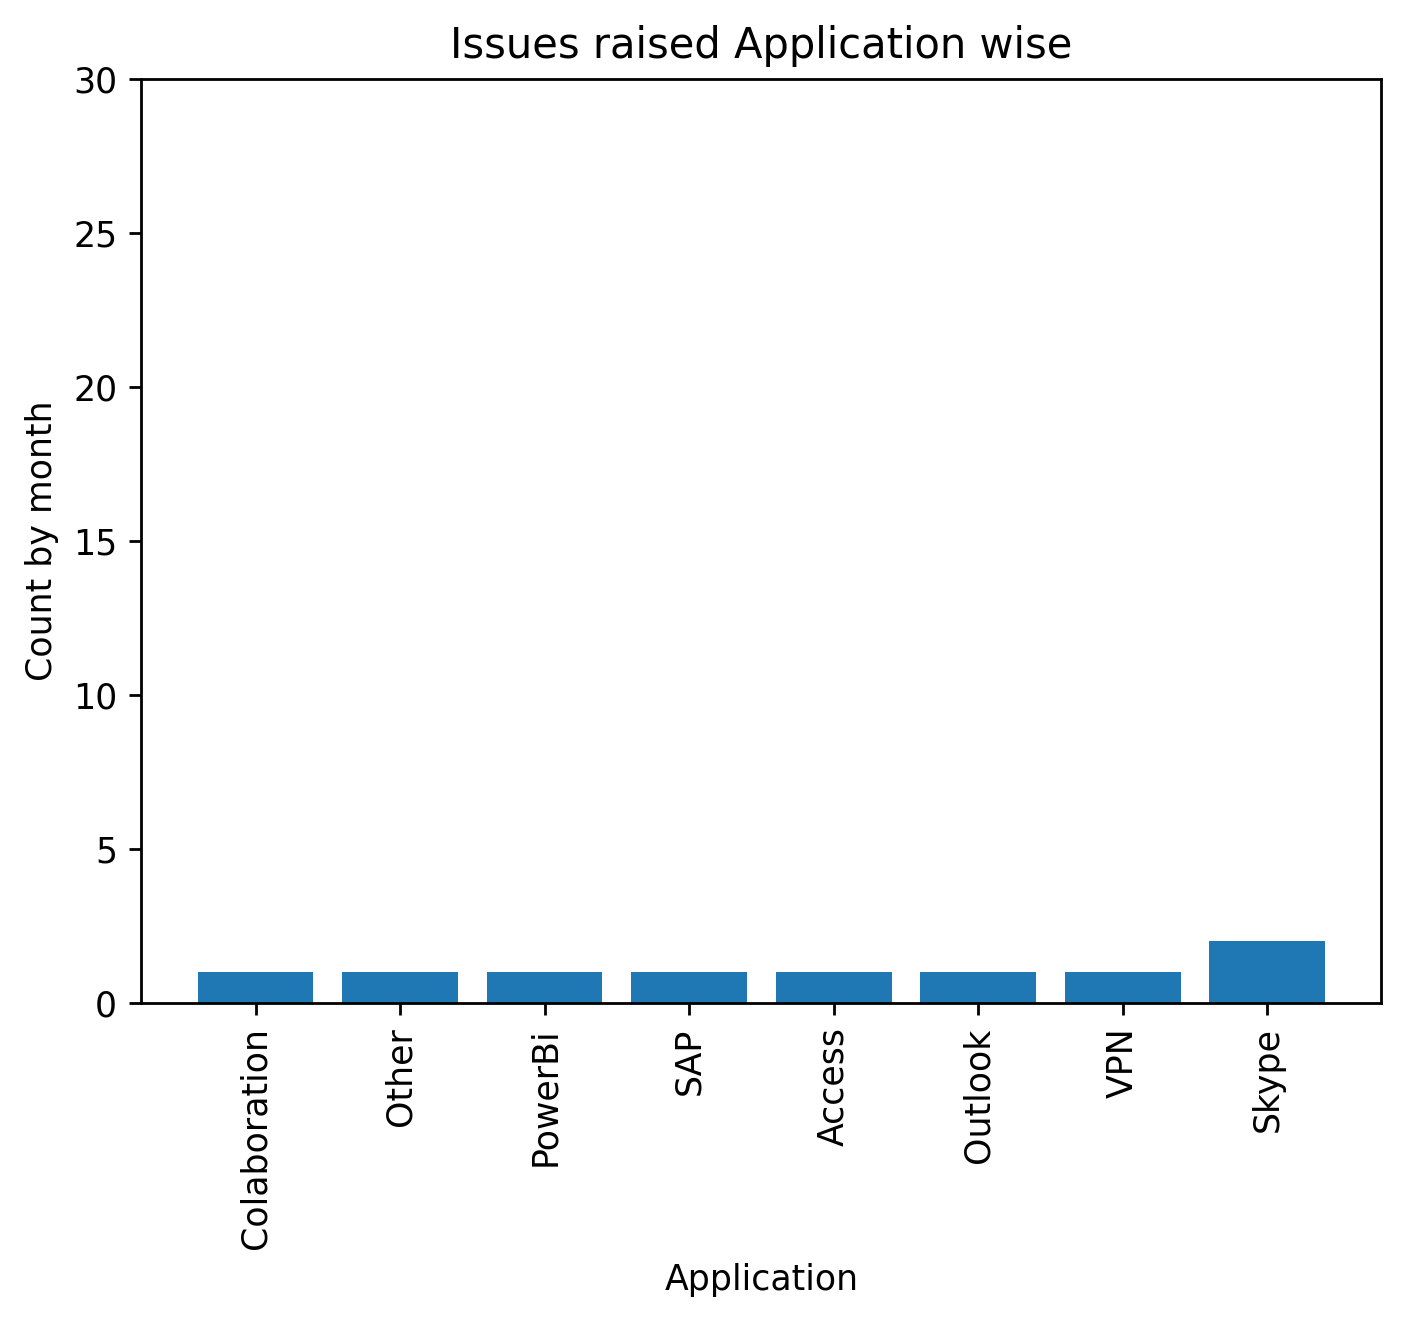 Issues raised Application wise
30
25
20
15
10
5
0
Count by month
Colaboration
Other
PowerBi
SAP
Access
Outlook
VPN
Skype
Application